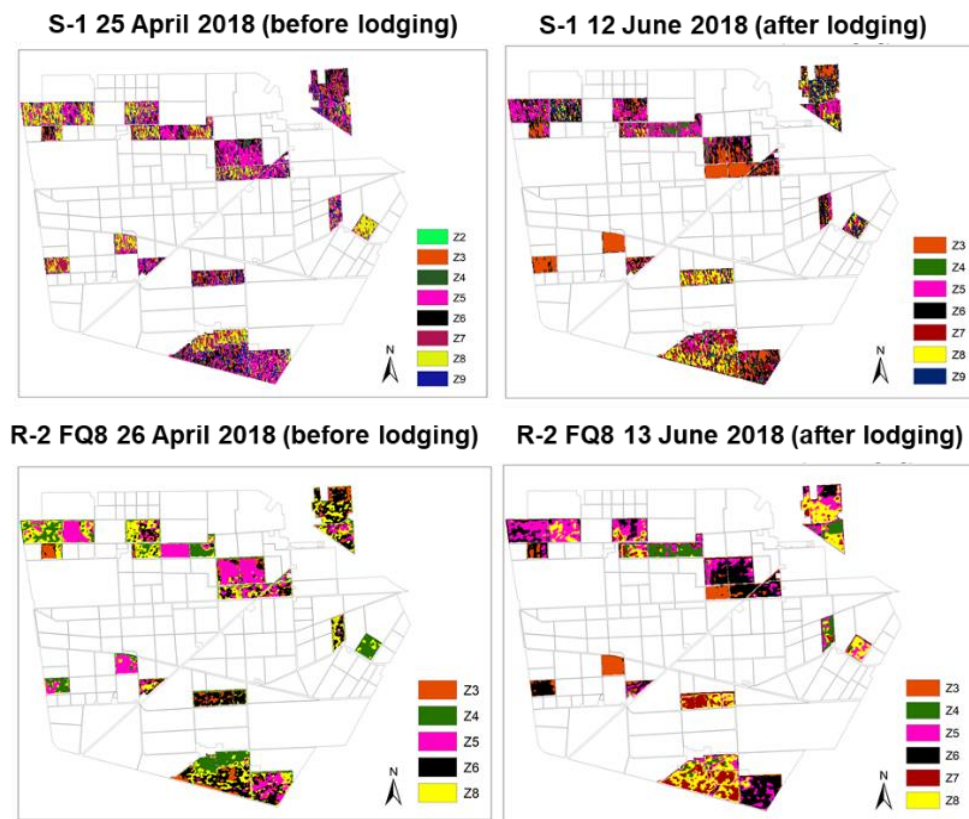 S-1 25 April 2018 (before lodging)
S-1 12 June 2018 (after lodging)
Z2
Z3
Z4
Z5
Z6
Z7
Z8
Z9
N
Z3
Z4
Z5
Z6
Z7
Z8
Z9
N
R-2 FQ8 26 April 2018 (before lodging)
R-2 FQ8 13 June 2018 (after lodging)
Z3
Z4
Z5
Z6
Z8
N
Z3
Z4
Z5
Z6
Z7
Z8
N